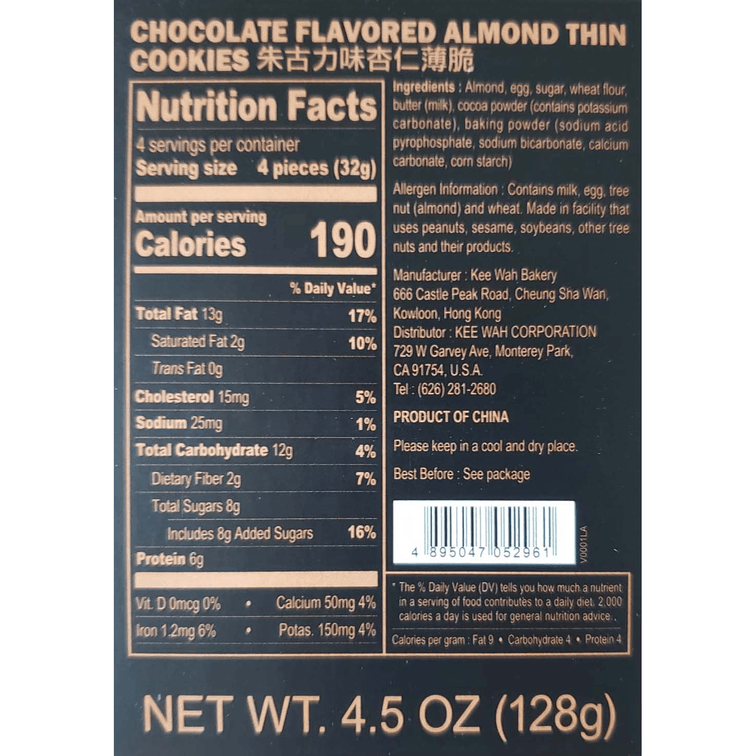 CHOCOLATE FLAVORED ALMOND THIN
COOKIES 朱古力味杏仁薄脆
Nutrition Facts
4 servings per container
Serving size 4 pieces (32g)
Amount per serving
Calories 190
% Daily Value*
Total Fat 13g 17%
Saturated Fat 2g 10%
Trans Fat 0g
Cholesterol 15mg 5%
Sodium 25mg 1%
Total Carbohydrate 12g 4%
Dietary Fiber 2g 7%
Total Sugars 8g
Includes 8g Added Sugars 16%
Protein 6g
Vit. D 0mcg 0% • Calcium 50mg 4%
Iron 1.2mg 6% • Potas. 150mg 4%
Ingredients : Almond, egg, sugar, wheat flour,
butter (milk), cocoa powder (contains potassium
carbonate), baking powder (sodium acid
pyrophosphate, sodium bicarbonate, calcium
carbonate, corn starch)
Allergen Information : Contains milk, egg, tree
nut (almond) and wheat. Made in facility that
uses peanuts, sesame, soybeans, other tree
nuts and their products.
Manufacturer : Kee Wah Bakery
666 Castle Peak Road, Cheung Sha Wan,
Kowloon, Hong Kong
Distributor : KEE WAH CORPORATION
729 W Garvey Ave, Monterey Park,
CA 91754, U.S.A.
Tel : (626) 281-2680
PRODUCT OF CHINA
Please keep in a cool and dry place.
Best Before : See package
4 895047 052961
V0001LA
* The % Daily Value (DV) tells you how much a nutrient
in a serving of food contributes to a daily diet. 2,000
calories a day is used for general nutrition advice..
Calories per gram : Fat 9 • Carbohydrate 4 • Protein 4
NET WT. 4.5 OZ (128g)